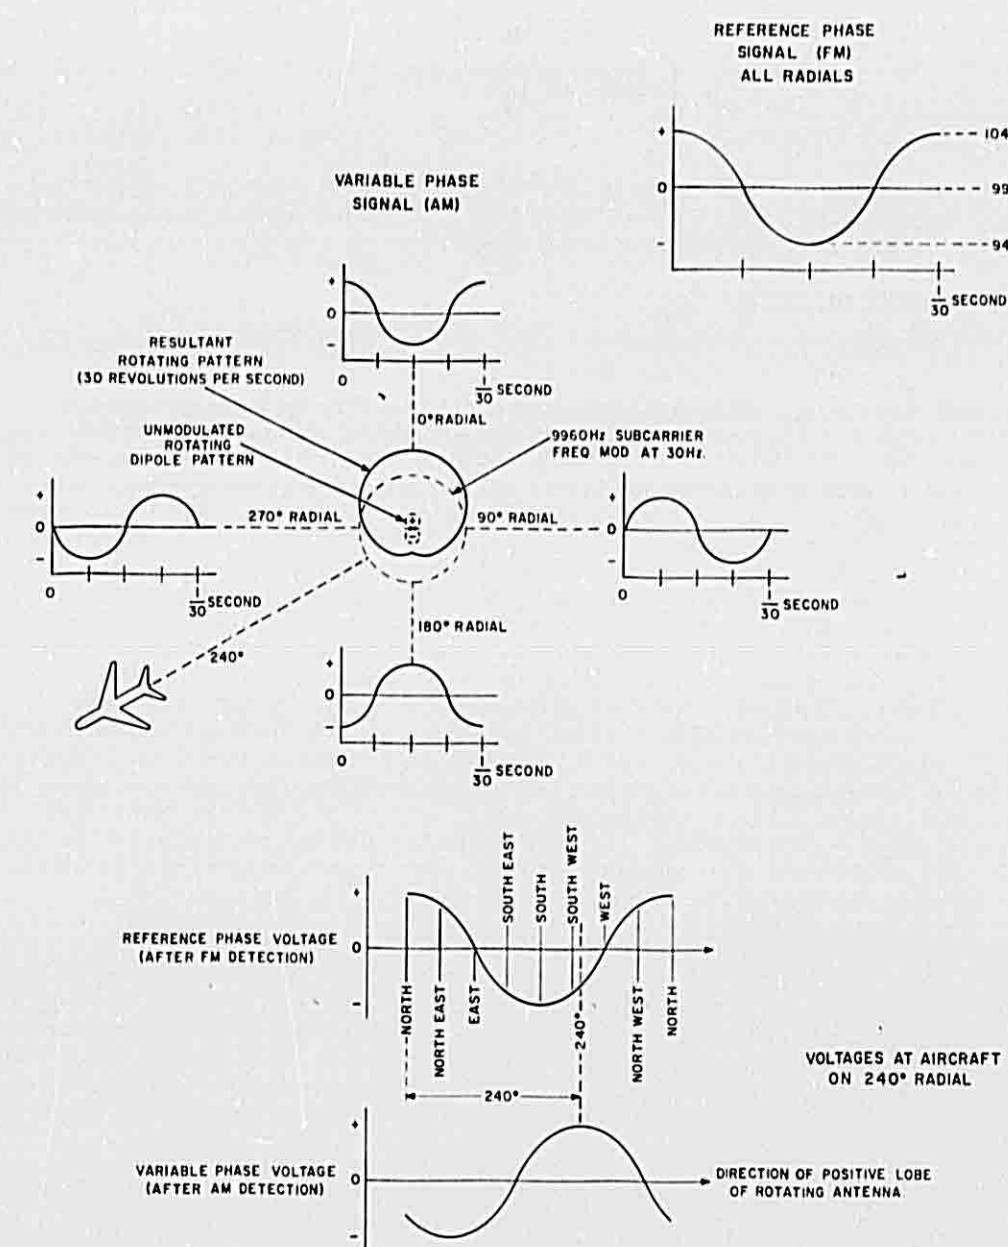 REFERENCE PHASE
SIGNAL (FM)
ALL RADIALS
+
0
-
104
99
94
1/30 SECOND
VARIABLE PHASE
SIGNAL (AM)
+
0
-
0
1/30 SECOND
RESULTANT
ROTATING PATTERN
(30 REVOLUTIONS PER SECOND)
0° RADIAL
UNMODULATED
ROTATING
DIPOLE PATTERN
9960HZ SUBCARRIER
FREQ MOD AT 30HZ.
+
0
-
0
1/30 SECOND
270° RADIAL
90° RADIAL
+
0
-
0
1/30 SECOND
180° RADIAL
240°
+
0
-
0
1/30 SECOND
REFERENCE PHASE VOLTAGE
(AFTER FM DETECTION)
+
0
-
NORTH
NORTH EAST
EAST
SOUTH EAST
SOUTH
SOUTH WEST
240°
WEST
NORTH WEST
NORTH
VOLTAGES AT AIRCRAFT
ON 240° RADIAL
240°
VARIABLE PHASE VOLTAGE
(AFTER AM DETECTION)
+
0
-
DIRECTION OF POSITIVE LOBE
OF ROTATING ANTENNA